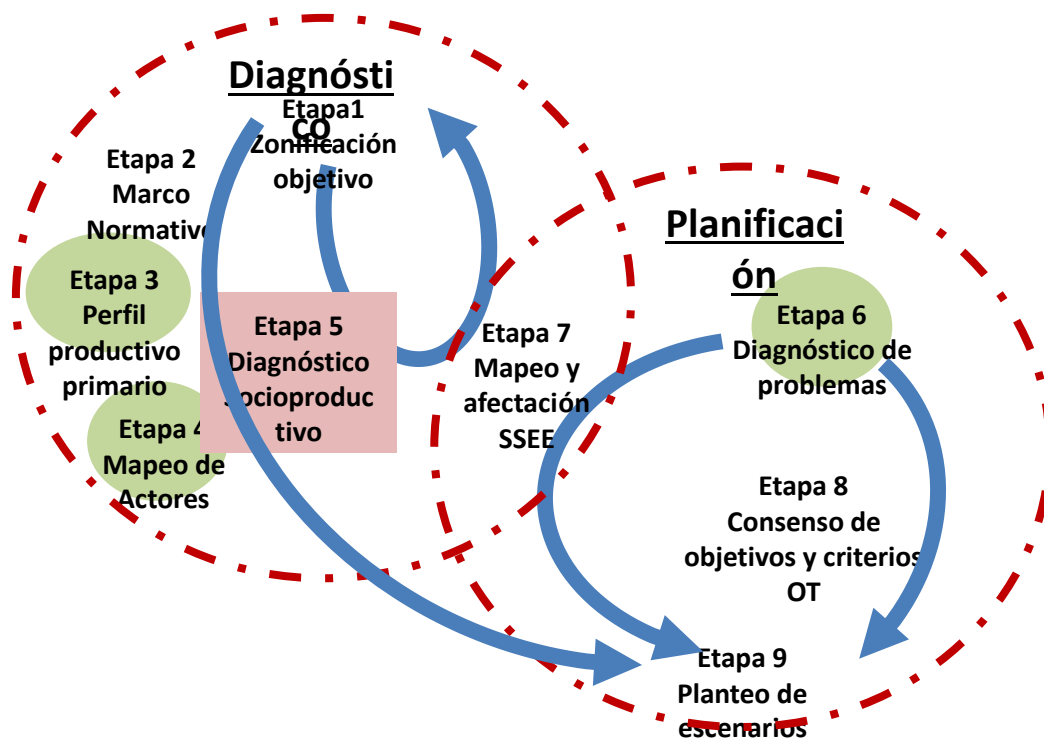 Diagnósti
co
Etapa1
Zonificación
objetivo
Etapa 2
Marco
Normativo
Etapa 3
Perfil
productivo
primario
Etapa 4
Mapeo de
Actores
Etapa 5
Diagnóstico
Socioproduc
tivo
Etapa 7
Mapeo y
afectación
SSEE
Planificaci
ón
Etapa 6
Diagnóstico de
problemas
Etapa 8
Consenso de
objetivos y criterios
OT
Etapa 9
Planteo de
escenarios